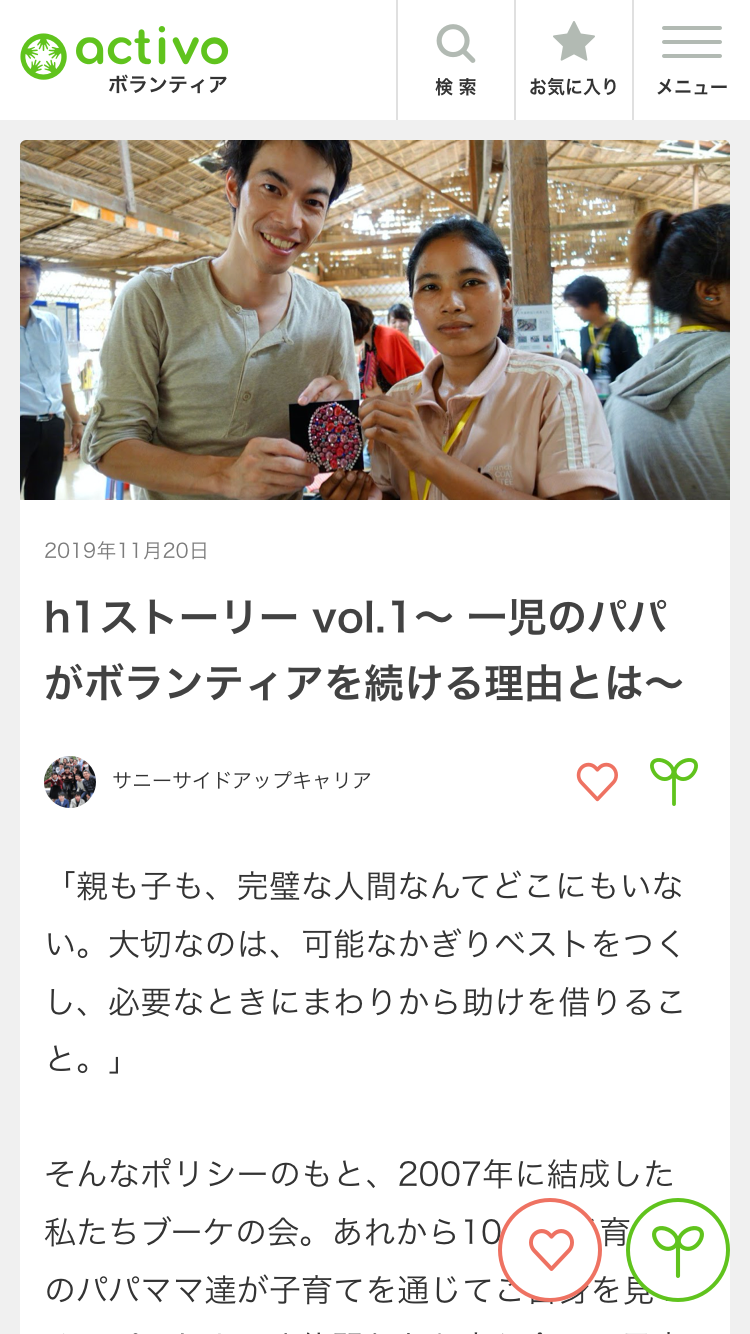 activo
ボランティア
検 索
お気に入り
メニュー
2019年11月20日
h1ストーリー vol.1〜 一児のパパ
がボランティアを続ける理由とは〜
サニーサイドアップキャリア
「親も子も、完璧な人間なんてどこにもいな
い。大切なのは、可能なかぎりベストをつく
し、必要なときにまわりから助けを借りるこ
と。」
そんなポリシーのもと、2007年に結成した
私たちブーケの会。あれから10 育
のパパママ達が子育てを通じてご自身を見